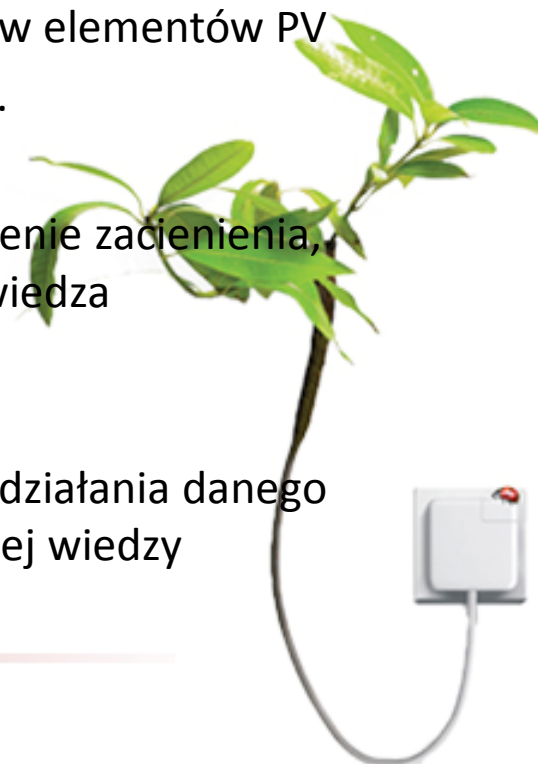 w elementów PV
.
enie zacienienia,
wiedza
działania danego
ej wiedzy